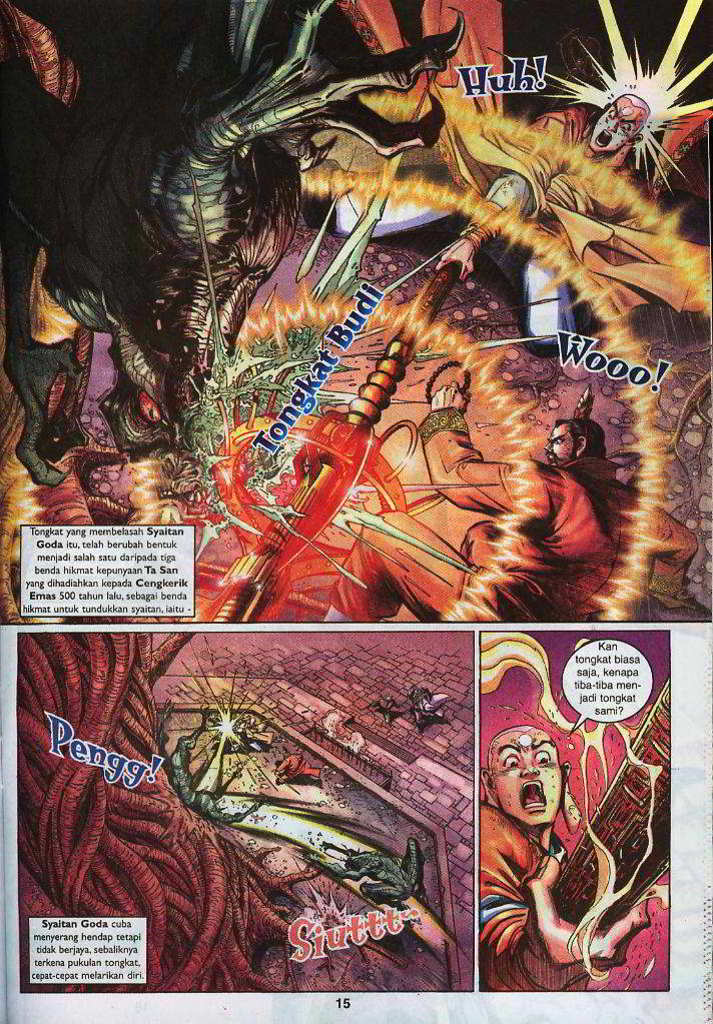 Huh!
Wooo!
Tongkat Budi
Tongkat yang membelasah Syaitan
Goda itu, telah berubah bentuk
menjadi salah satu daripada tiga
benda hikmat kepunyaan Ta San
yang dihadiahkan kepada Cengkerik
Emas 500 tahun lalu, sebagai benda
hikmat untuk tundukkan syaitan, iaitu -
Pengg!
Siuttt~
Syaitan Goda cuba
menyerang hendap tetapi
tidak berjaya, sebaliknya
terkena pukulan tongkat,
cepat-cepat melarikan diri.
Kan
tongkat biasa
saja, kenapa
tiba-tiba men-
jadi tongkat
sami?
15